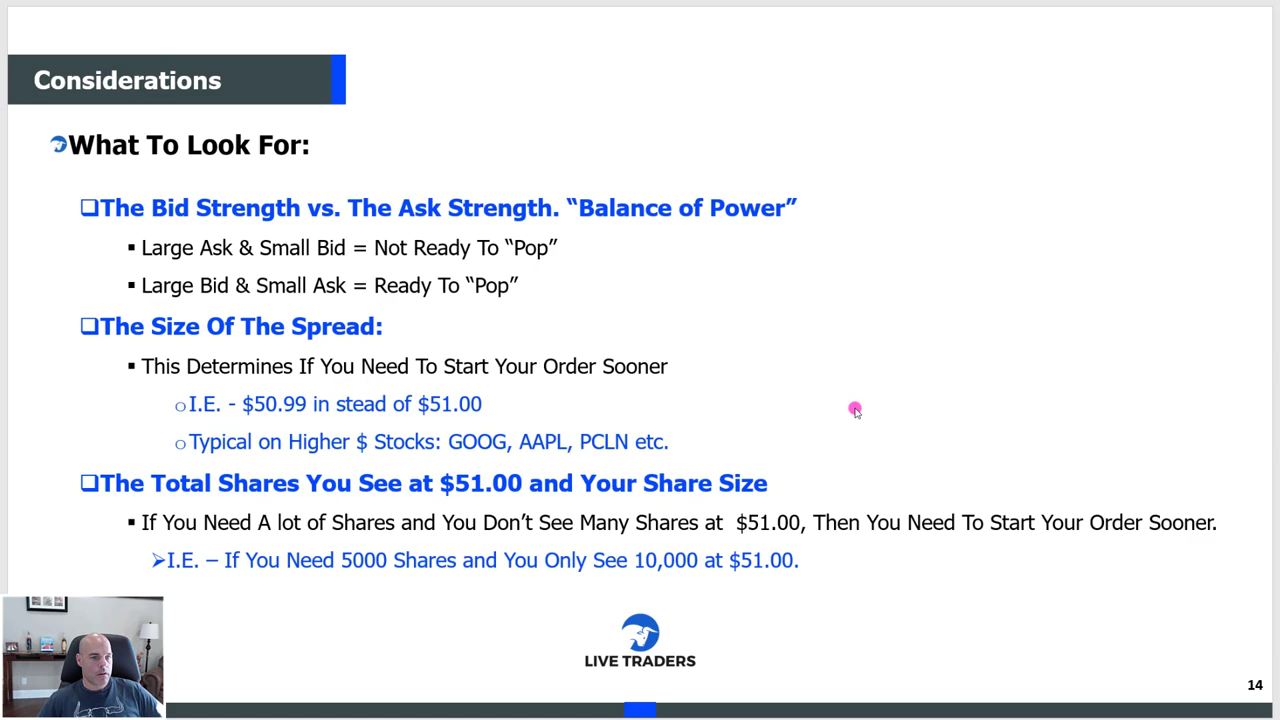 Considerations
What To Look For:
The Bid Strength vs. The Ask Strength. “Balance of Power”
Large Ask & Small Bid = Not Ready To “Pop”
Large Bid & Small Ask = Ready To “Pop”
The Size Of The Spread:
This Determines If You Need To Start Your Order Sooner
I.E. - $50.99 in stead of $51.00
Typical on Higher $ Stocks: GOOG, AAPL, PCLN etc.
The Total Shares You See at $51.00 and Your Share Size
If You Need A lot of Shares and You Don’t See Many Shares at $51.00, Then You Need To Start Your Order Sooner.
I.E. – If You Need 5000 Shares and You Only See 10,000 at $51.00.
LIVE TRADERS
14